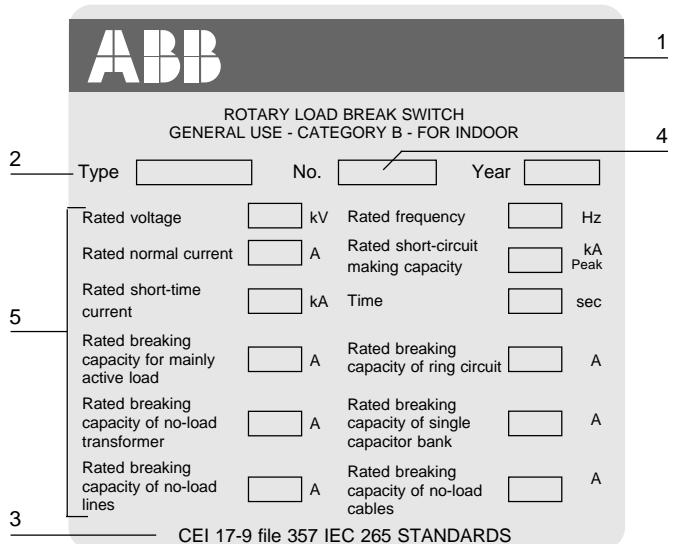 ABB
1
ROTARY LOAD BREAK SWITCH
GENERAL USE - CATEGORY B - FOR INDOOR
4
2
Type No. Year
Rated voltage kV Rated frequency Hz
Rated normal current A Rated short-circuit
making capacity kA
Peak
Rated short-time
current kA Time sec
5
Rated breaking
capacity for mainly
active load A Rated breaking
capacity of ring circuit A
Rated breaking
capacity of no-load
transformer A Rated breaking
capacity of single
capacitor bank A
Rated breaking
capacity of no-load
lines A Rated breaking
capacity of no-load
cables A
3
CEI 17-9 file 357 IEC 265 STANDARDS